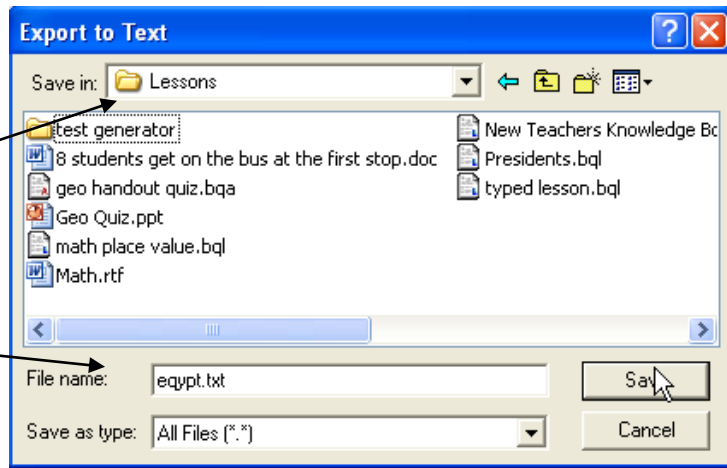 Export to Text
Save in: Lessons
test generator
8 students get on the bus at the first stop.doc
geo handout quiz.bqa
Geo Quiz.ppt
math place value.bql
Math.rtf
New Teachers Knowledge Bo
Presidents.bql
typed lesson.bql
File name: eqypt.txt
Save
Save as type: All Files (*.*)
Cancel